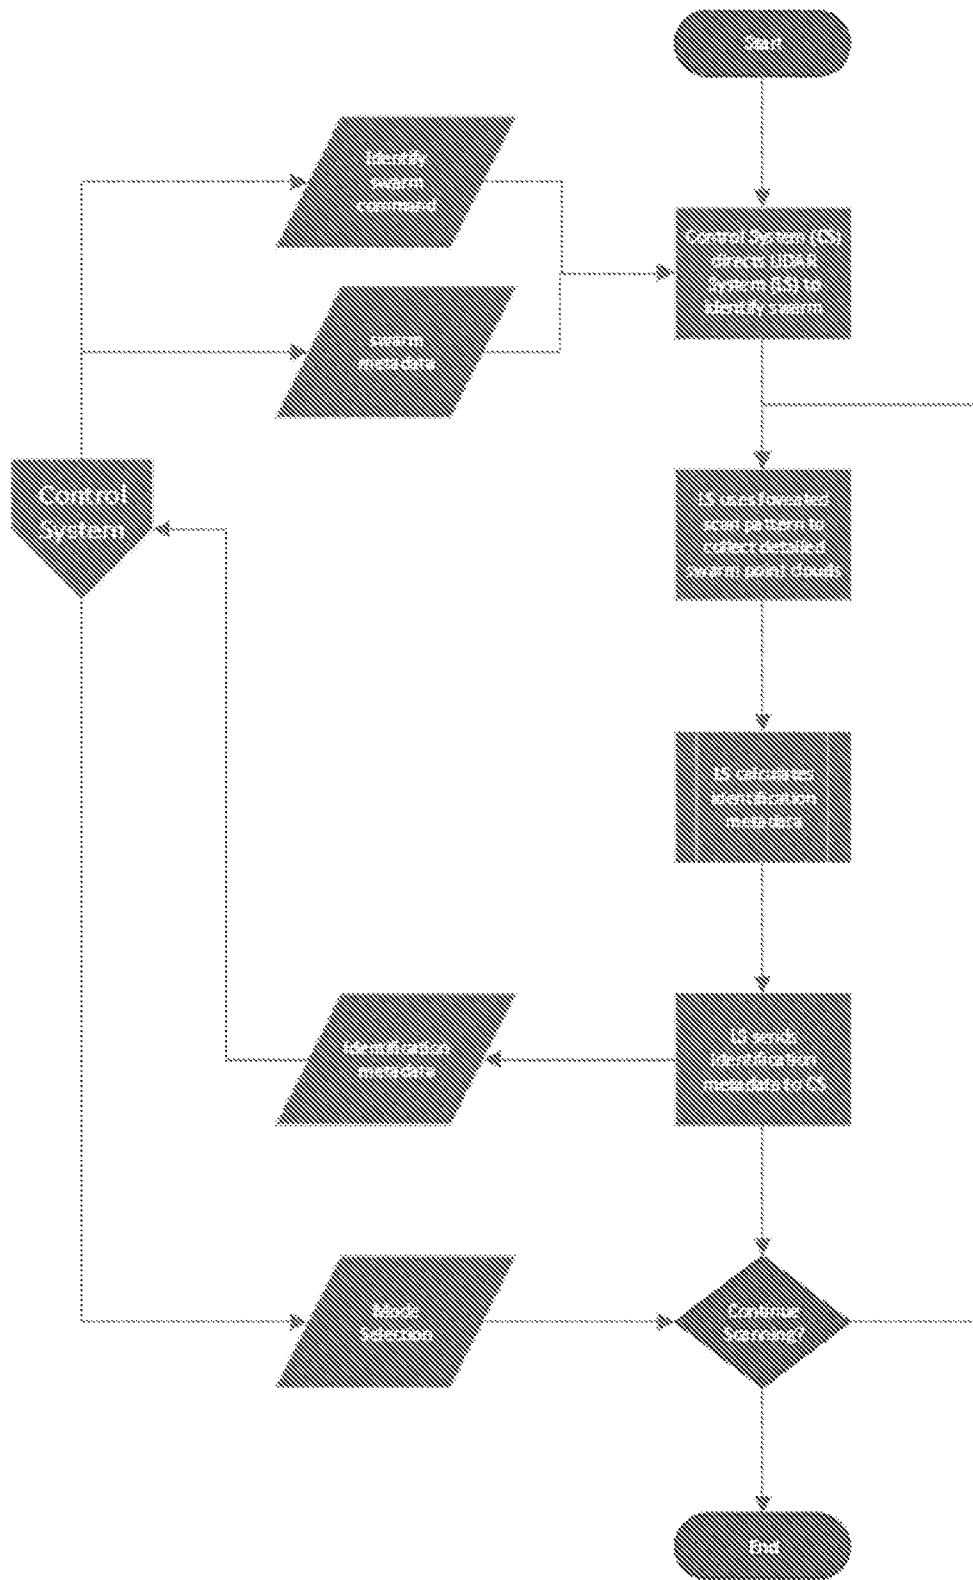 Start
Identify
swarm
command
Control System (CS)
directs LIDAR
System (LS) to
identify swarm
swarm
metadata
Control
System
LS uses foveated
scan pattern to
collect detailed
swarm point clouds
LS calculates
identification
metadata
Identification
metadata
LS sends
identification
metadata to CS
Mode
Selection
Continue
Scanning?
End